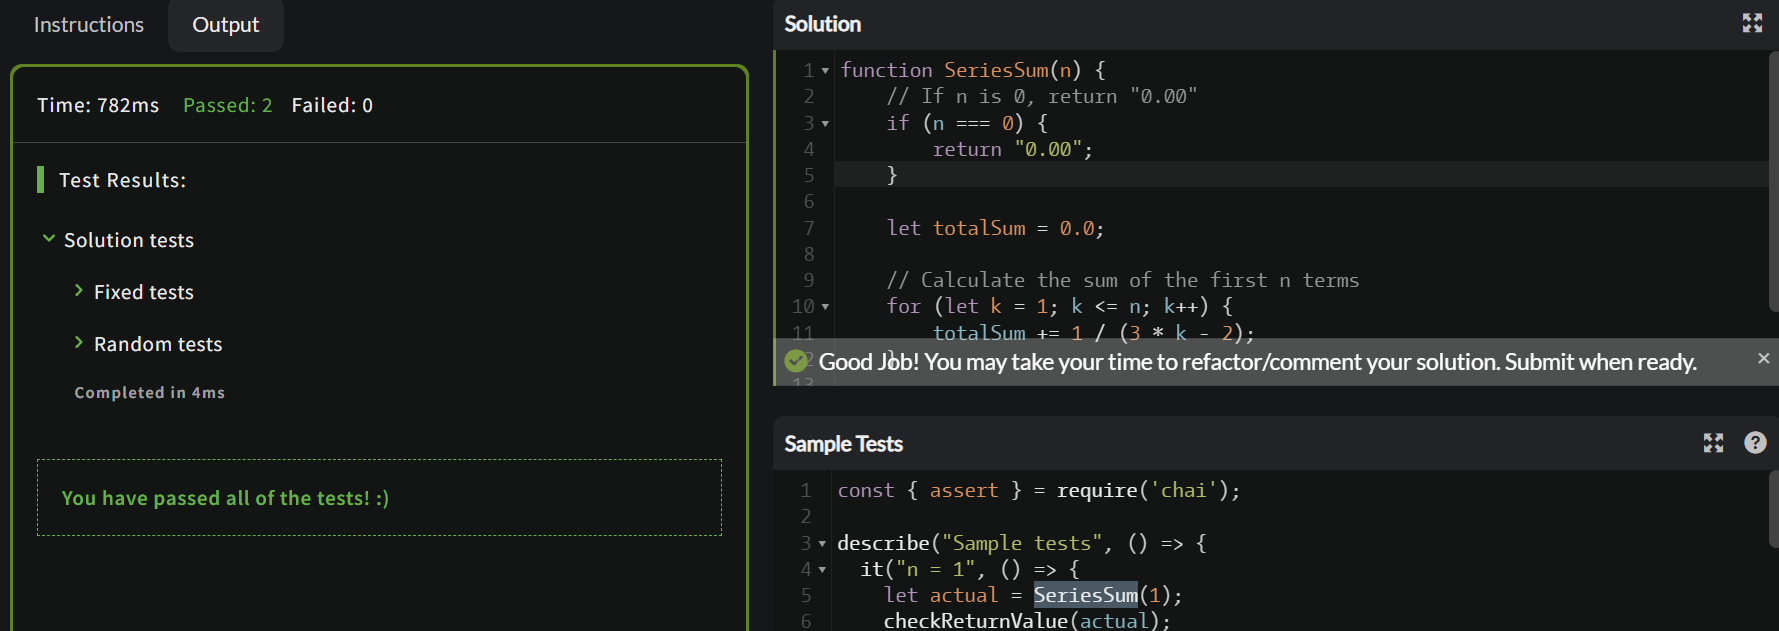 Instructions
Output
Time: 782ms Passed: 2 Failed: 0
Test Results:
Solution tests
Fixed tests
Random tests
Completed in 4ms
You have passed all of the tests! :)
Solution
1 function SeriesSum(n) {
2 // If n is 0, return "0.00"
3 if (n === 0) {
4 return "0.00";
5 }
6
7 let totalSum = 0.0;
8
9 // Calculate the sum of the first n terms
10 for (let k = 1; k <= n; k++) {
11 totalSum += 1 / (3 * k - 2);
Good Job! You may take your time to refactor/comment your solution. Submit when ready.
13
Sample Tests
1 const { assert } = require('chai');
2
3 describe("Sample tests", () => {
4 it("n = 1", () => {
5 let actual = SeriesSum(1);
6 checkReturnValue(actual);